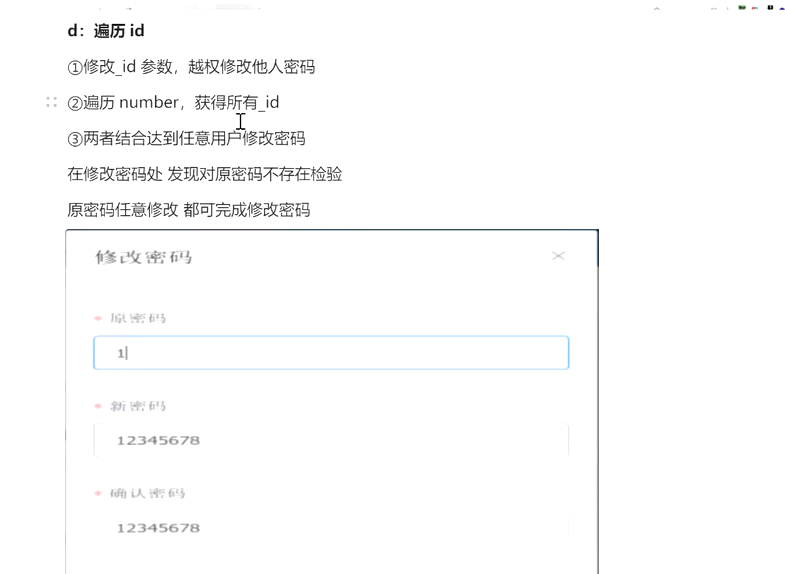 d：遍历 id
①修改_id 参数，越权修改他人密码
②遍历 number，获得所有_id
③两者结合达到任意用户修改密码
在修改密码处 发现对原密码不存在检验
原密码任意修改 都可完成修改密码
修改密码
* 原密码
1
* 新密码
12345678
* 确认密码
12345678